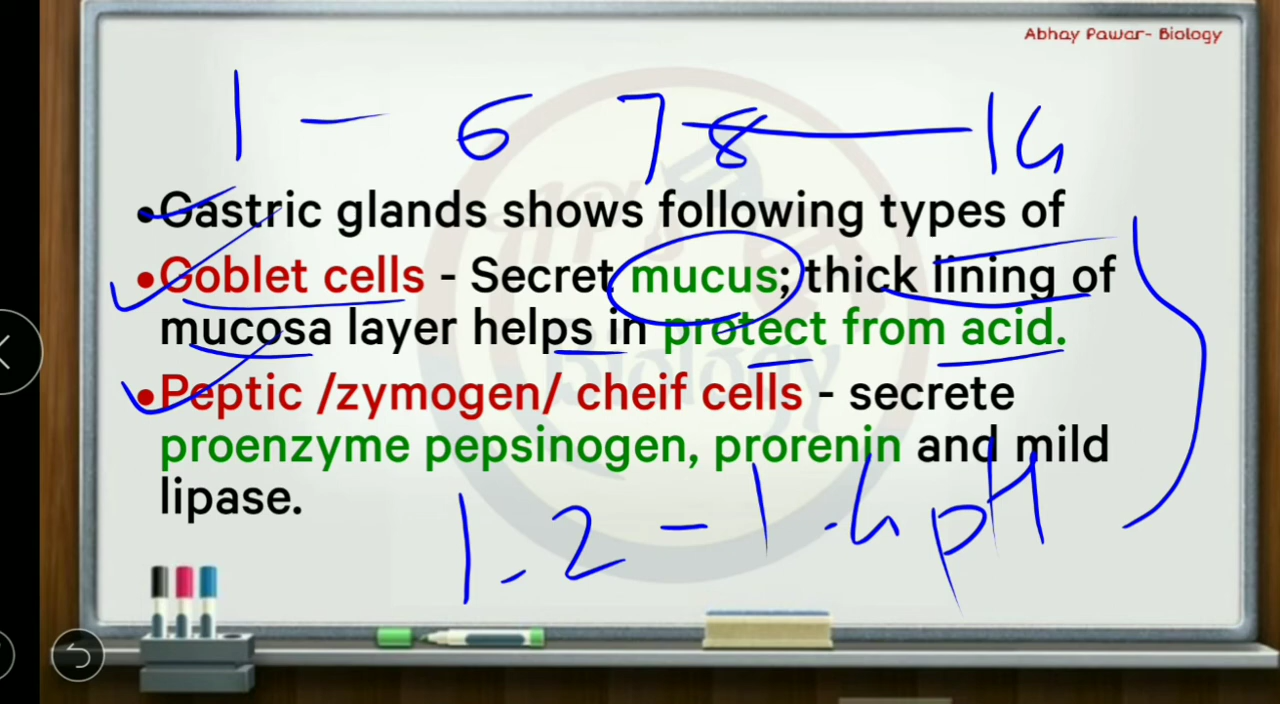 Abhay Pawar- Biology
1 — 6 7 8 — 14
•Gastric glands shows following types of
•Goblet cells - Secret mucus; thick lining of
mucosa layer helps in protect from acid.
•Peptic /zymogen/ cheif cells - secrete
proenzyme pepsinogen, prorenin and mild
lipase.
1.2 - 1.4 pH